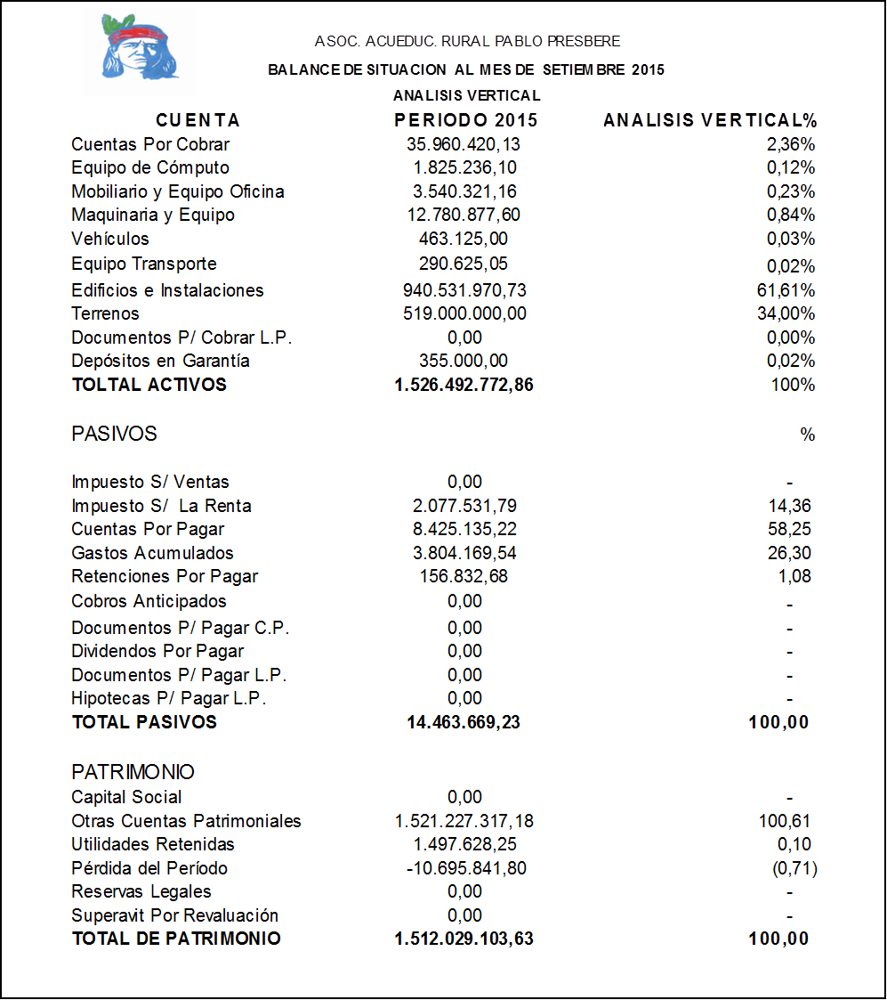 ASOC. ACUEDUC. RURAL PABLO PRESBERE
BALANCE DE SITUACION AL MES DE SETIEMBRE 2015
ANALISIS VERTICAL
CUENTA PERIODO 2015 ANALISIS VERTICAL%
Cuentas Por Cobrar 35.960.420,13 2,36%
Equipo de Cómputo 1.825.236,10 0,12%
Mobiliario y Equipo Oficina 3.540.321,16 0,23%
Maquinaria y Equipo 12.780.877,60 0,84%
Vehículos 463.125,00 0,03%
Equipo Transporte 290.625,05 0,02%
Edificios e Instalaciones 940.531.970,73 61,61%
Terrenos 519.000.000,00 34,00%
Documentos P/ Cobrar L.P. 0,00 0,00%
Depósitos en Garantía 355.000,00 0,02%
TOLTAL ACTIVOS 1.526.492.772,86 100%
PASIVOS %
Impuesto S/ Ventas 0,00 -
Impuesto S/ La Renta 2.077.531,79 14,36
Cuentas Por Pagar 8.425.135,22 58,25
Gastos Acumulados 3.804.169,54 26,30
Retenciones Por Pagar 156.832,68 1,08
Cobros Anticipados 0,00 -
Documentos P/ Pagar C.P. 0,00 -
Dividendos Por Pagar 0,00 -
Documentos P/ Pagar L.P. 0,00 -
Hipotecas P/ Pagar L.P. 0,00 -
TOTAL PASIVOS 14.463.669,23 100,00
PATRIMONIO
Capital Social 0,00 -
Otras Cuentas Patrimoniales 1.521.227.317,18 100,61
Utilidades Retenidas 1.497.628,25 0,10
Pérdida del Período -10.695.841,80 (0,71)
Reservas Legales 0,00 -
Superavit Por Revaluación 0,00 -
TOTAL DE PATRIMONIO 1.512.029.103,63 100,00